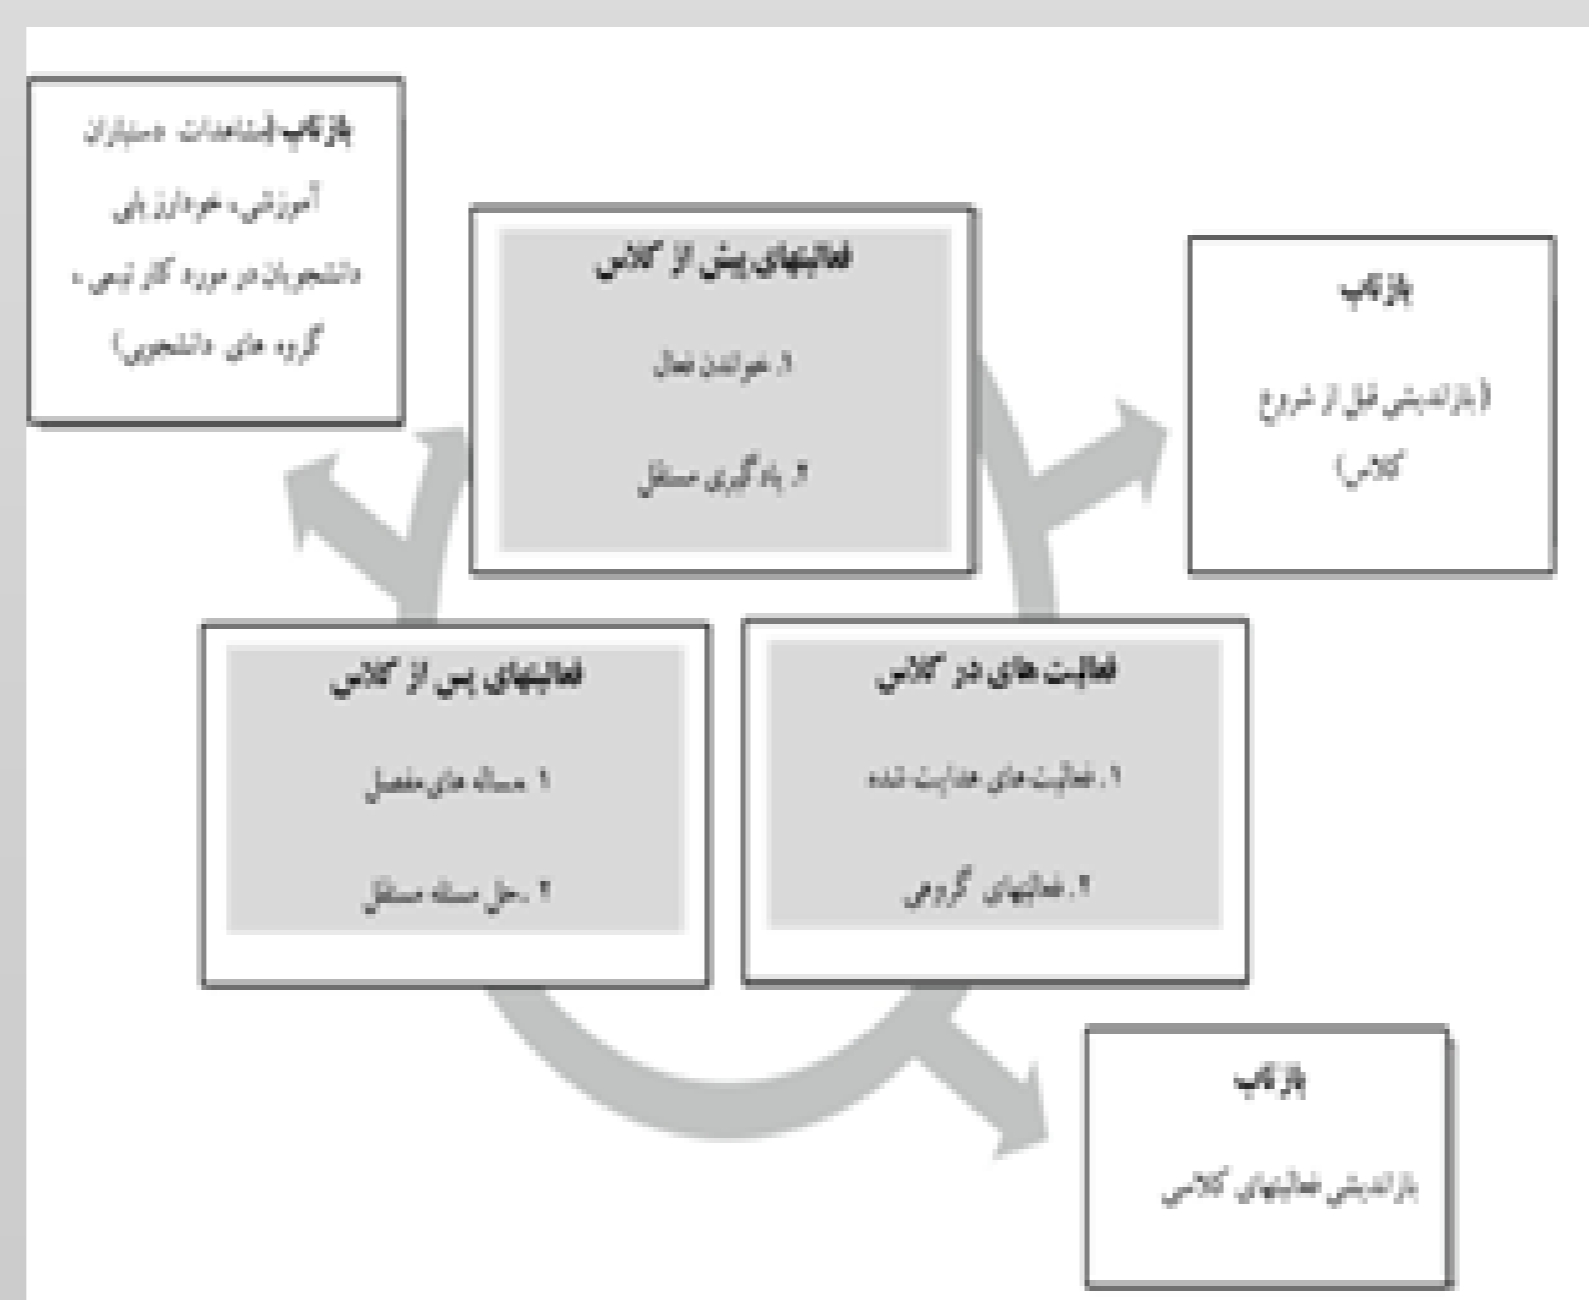 بازتاب (مشاهدات دستیاران
آموزشی، خودارزیابی
دانشجویان در مورد کار تیمی،
گروه های دانشجویی)
فعالیتهای پیش از کلاس
۱. خواندن فعال
۲. یادگیری مستقل
بازتاب
(بازاندیشی قبل از شروع
کلاس)
فعالیتهای پس از کلاس
۱ .مساله های مفصل
۲ .حل مسئله مستقل
فعالیت های در کلاس
۱. فعالیت های هدایت شده
۲. فعالیتهای گروهی
بازتاب
بازاندیشی فعالیتهای کلاسی